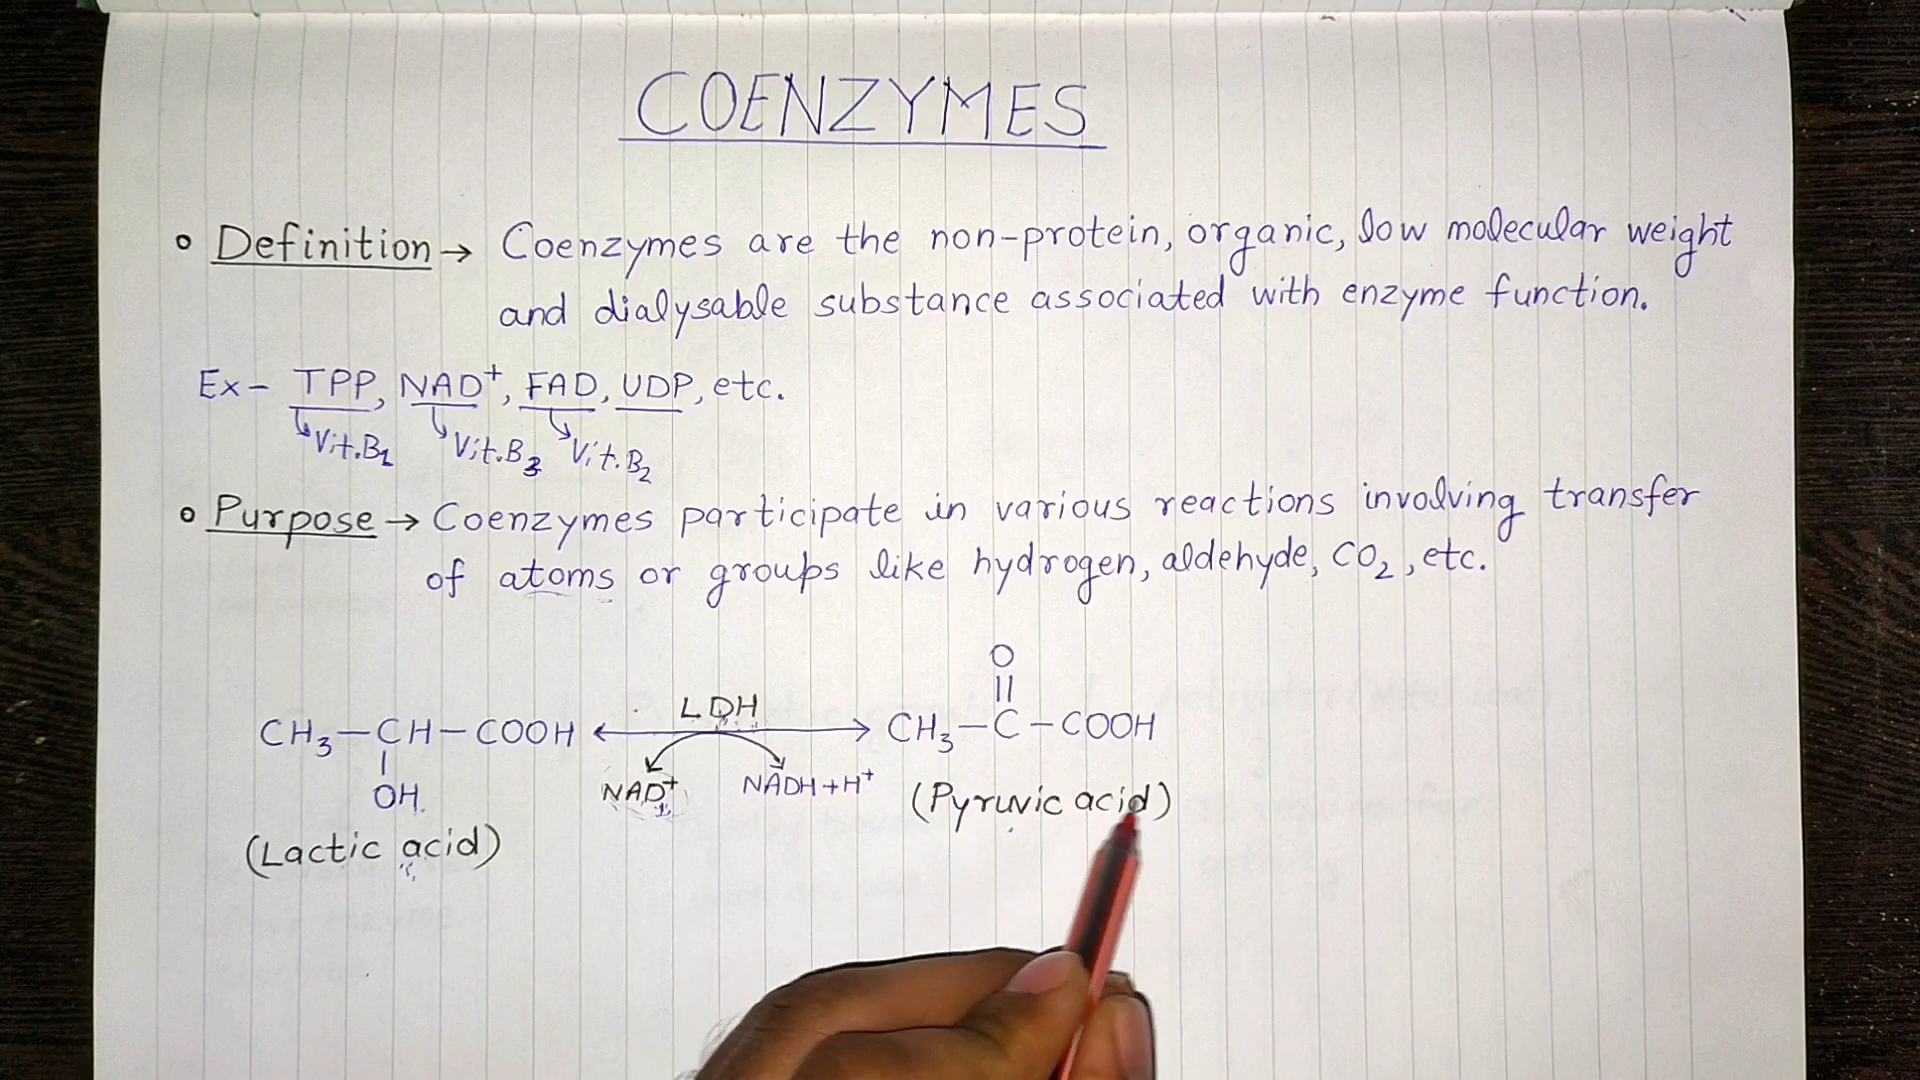 COENZYMES
Definition → Coenzymes are the non-protein, organic, low molecular weight
and dialysable substance associated with enzyme function.
Ex- TPP, NAD⁺, FAD, UDP, etc.
Vit.B₁ Vit.B₃ Vit.B₂
Purpose → Coenzymes participate in various reactions involving transfer
of atoms or groups like hydrogen, aldehyde, CO₂, etc.
O
LDH
CH₃-CH-COOH ↔ CH₃-C-COOH
OH NAD⁺ NADH+H⁺ (Pyruvic acid)
(Lactic acid)